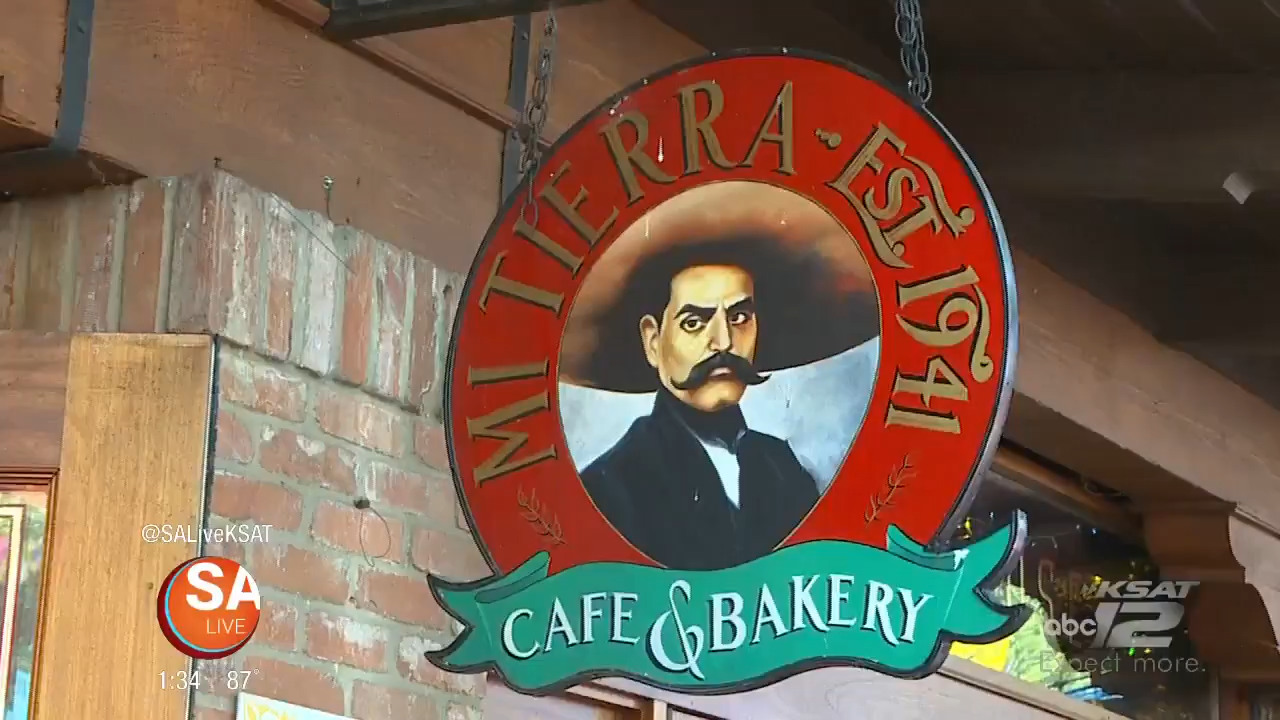 MI TIERRA · EST. 1941
CAFE & BAKERY
@SALiveKSAT
SA
LIVE
1:34 87°
KSAT
abc 12
Expect more.